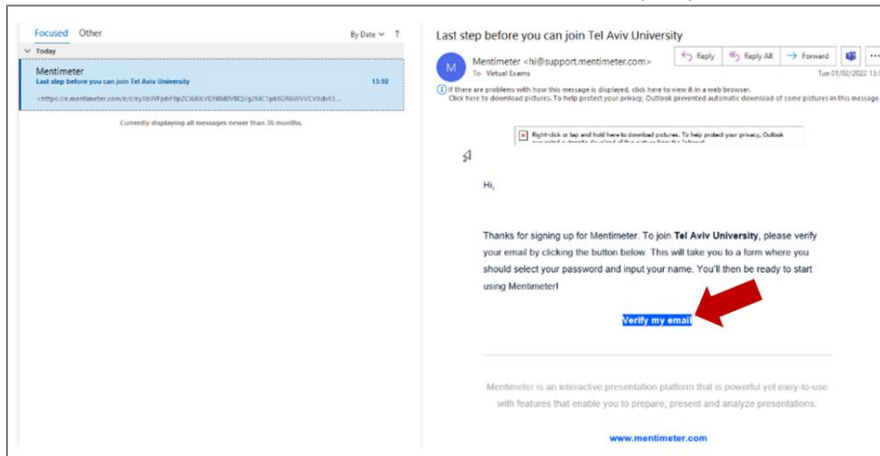 Focused Other By Date
Today
Mentimeter
Last step before you can join Tel Aviv University 13:10
Currently displaying all messages newer than 36 months.
Last step before you can join Tel Aviv University
M
Mentimeter <hi@support.mentimeter.com>
To Virtual Exams
Reply Reply All Forward
Tue 01/02/2022
If there are problems with how this message is displayed, click here to view it in a web browser.
Click here to download pictures. To help protect your privacy, Outlook prevented automatic download of some pictures in this message.
Right-click or tap and hold here to download pictures. To help protect your privacy, Outlook
Hi,
Thanks for signing up for Mentimeter. To join Tel Aviv University, please verify
your email by clicking the button below. This will take you to a form where you
should select your password and input your name. You'll then be ready to start
using Mentimeter!
Verify my email
Mentimeter is an interactive presentation platform that is powerful yet easy-to-use
with features that enable you to prepare, present and analyze presentations.
www.mentimeter.com